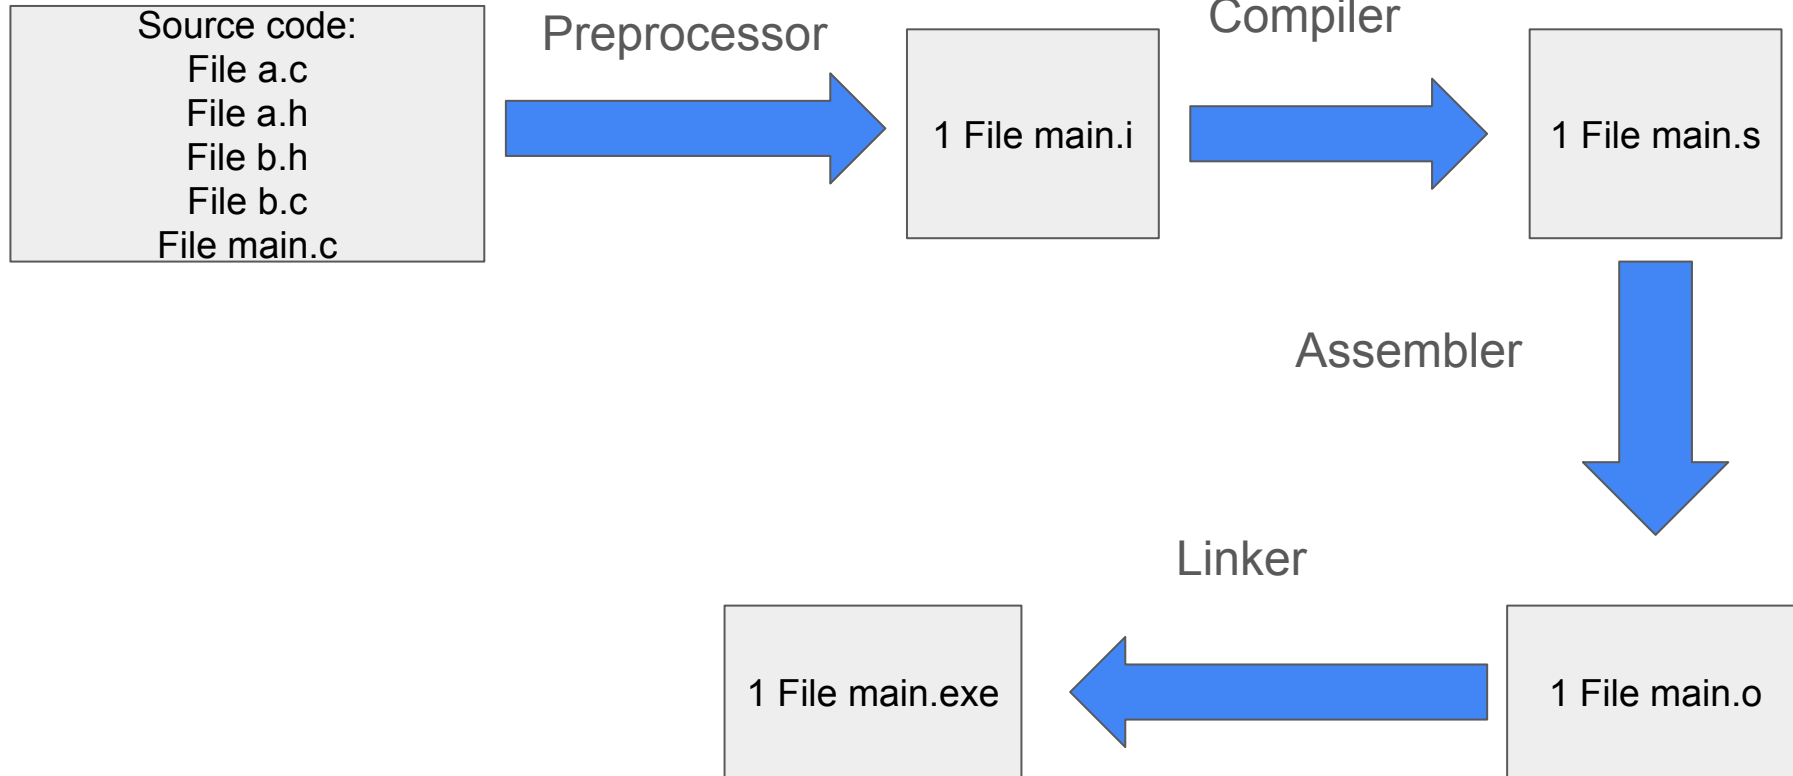 Source code:
File a.c
File a.h
File b.h
File b.c
File main.c
Preprocessor
1 File main.i
Compiler
1 File main.s
Assembler
Linker
1 File main.exe
1 File main.o